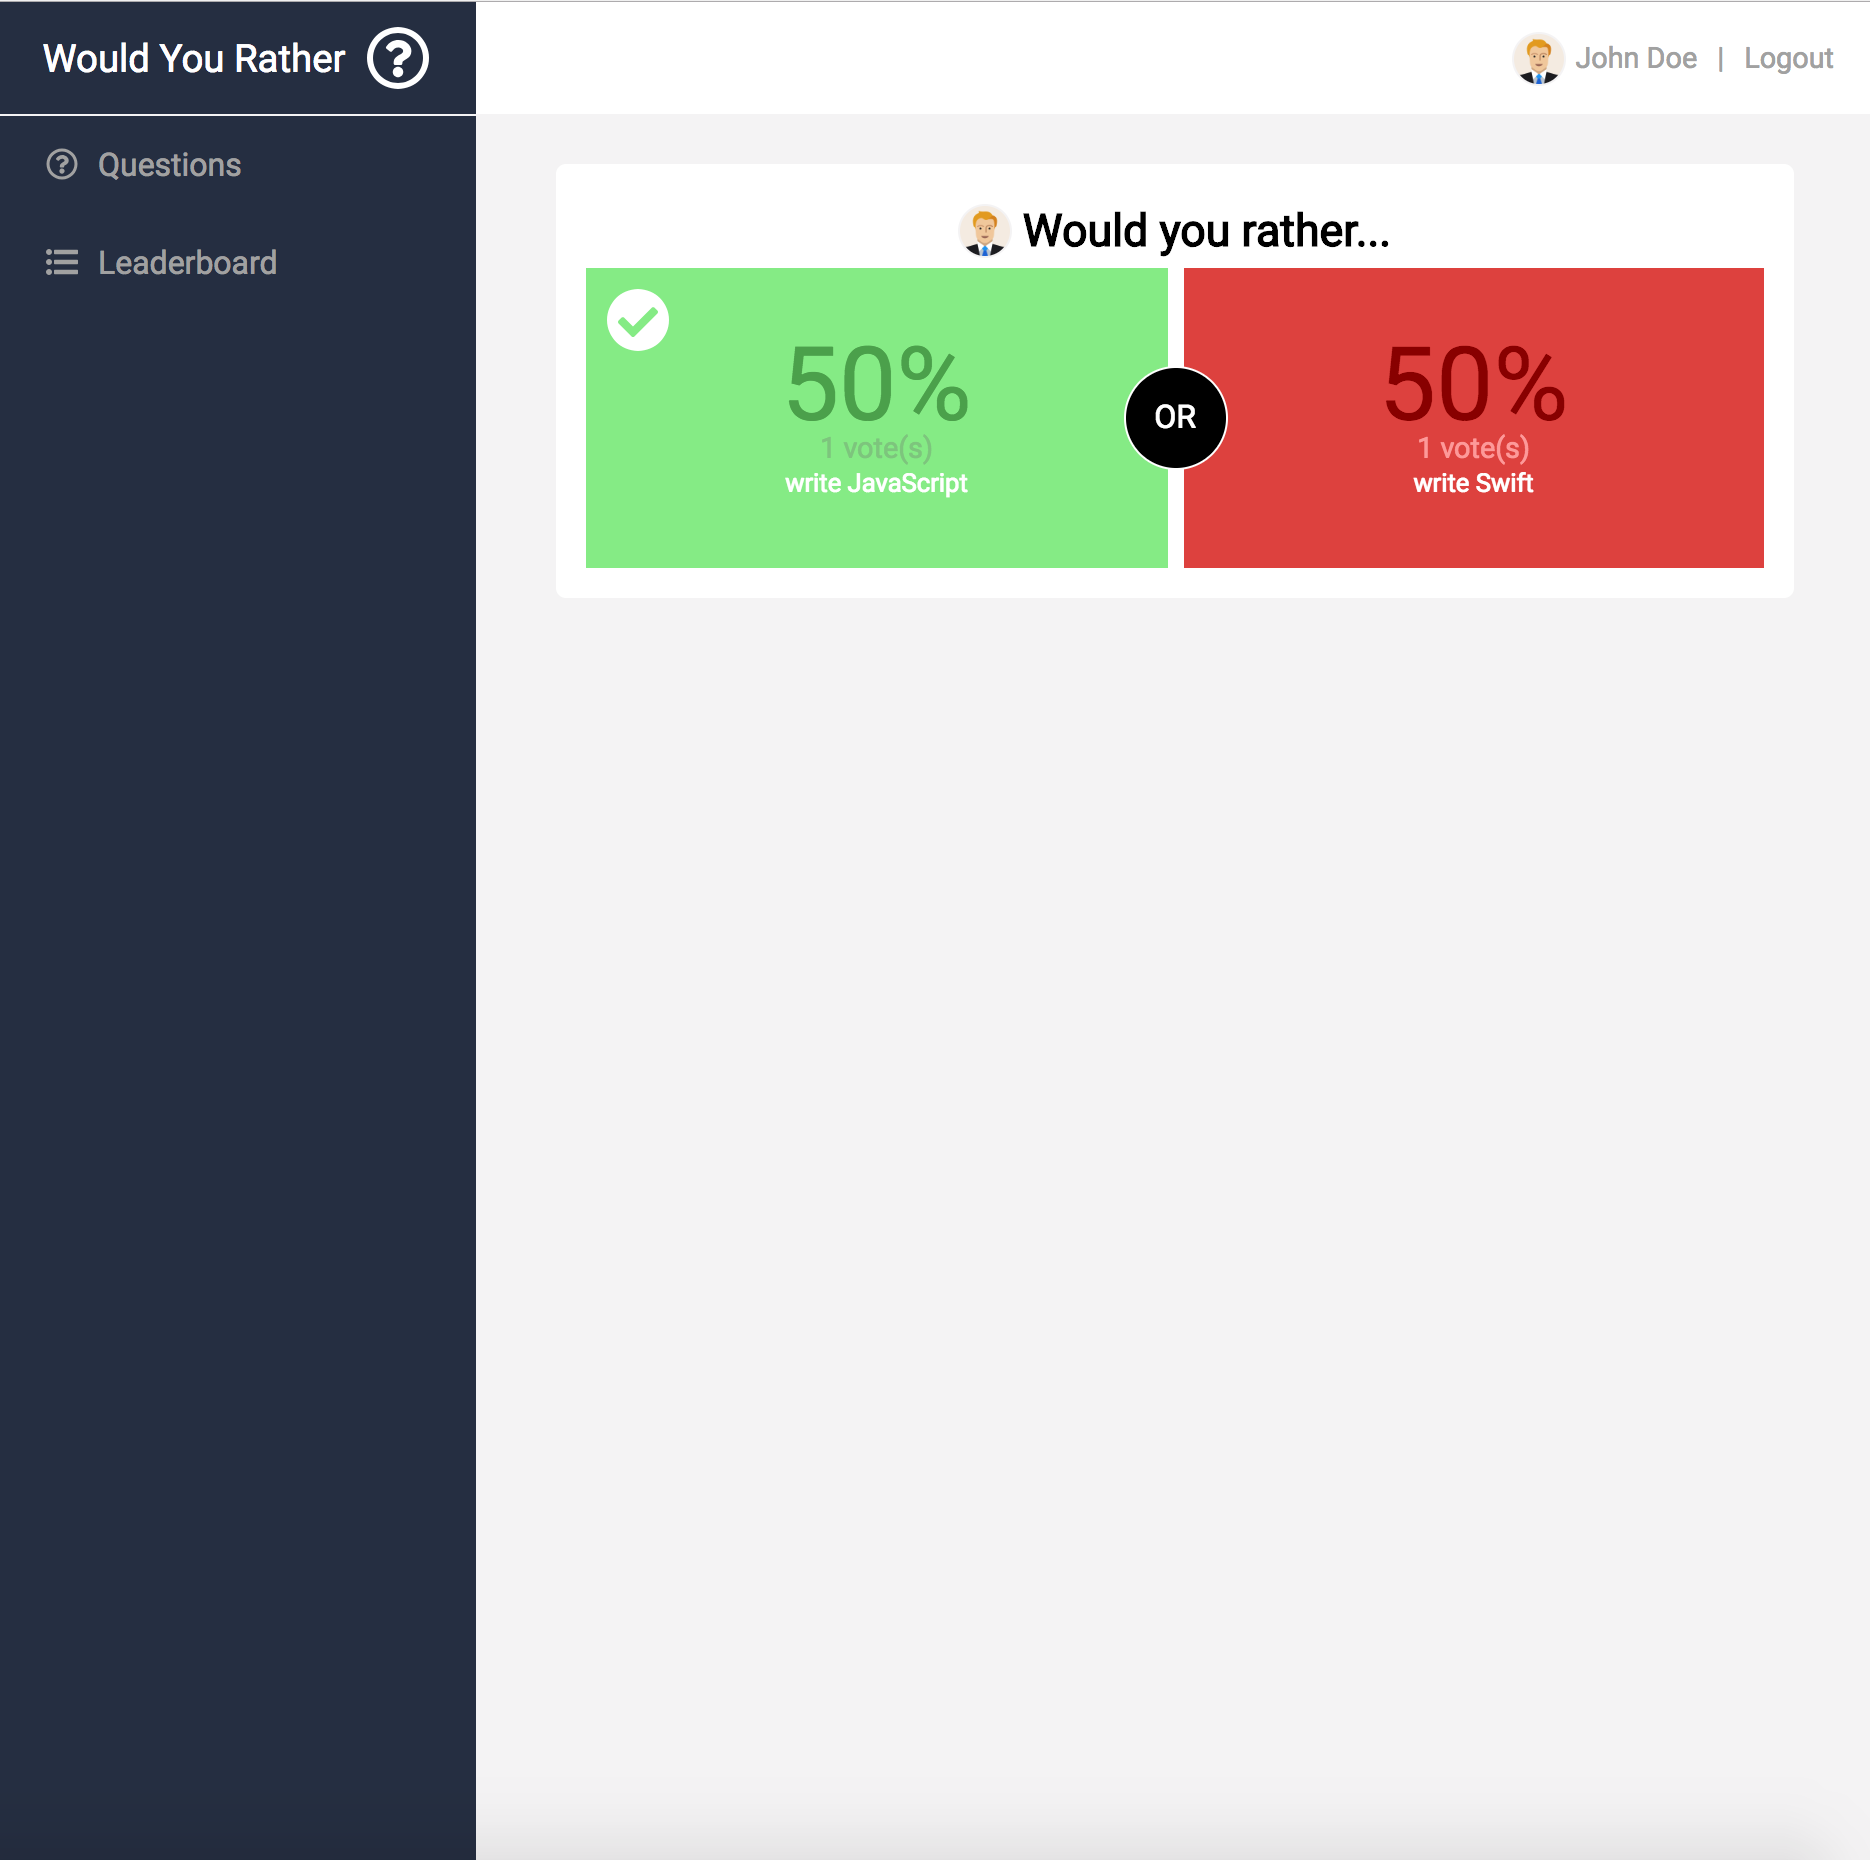 Would You Rather
John Doe | Logout
Questions
Leaderboard
Would you rather...
50%
1 vote(s)
write JavaScript
OR
50%
1 vote(s)
write Swift